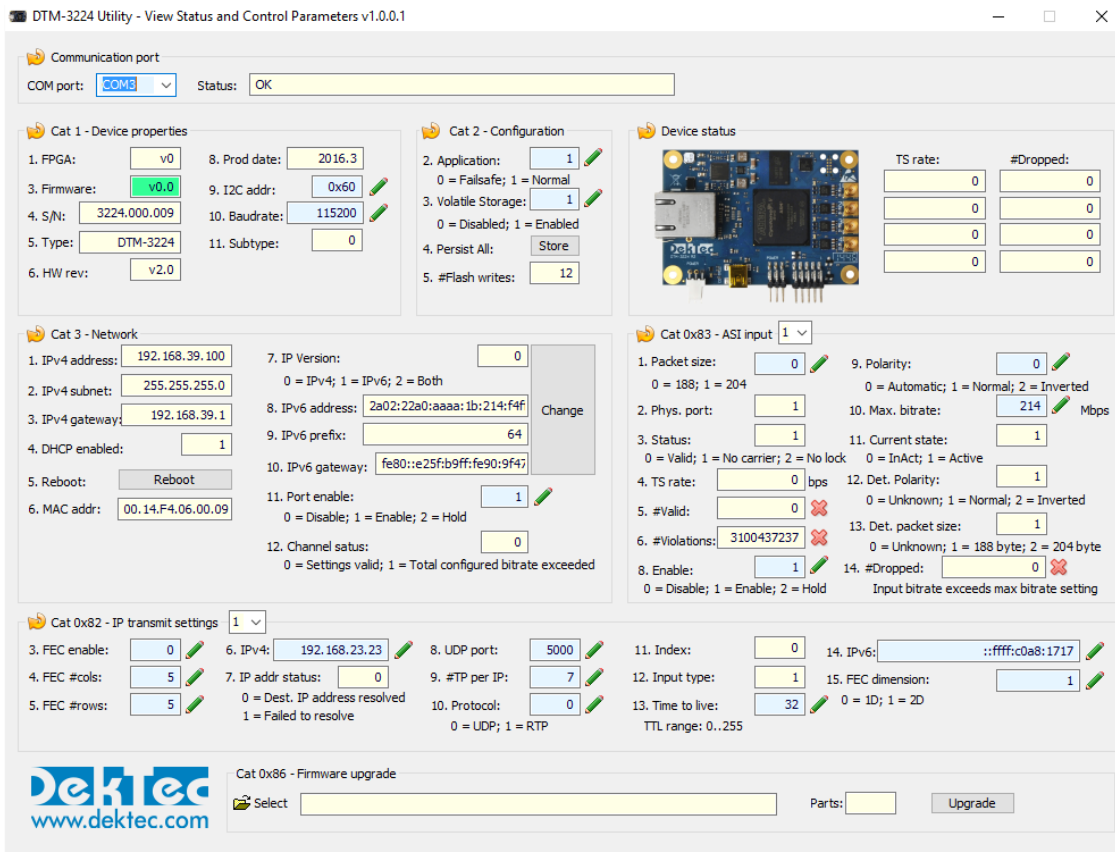 DTM-3224 Utility - View Status and Control Parameters v1.0.0.1
Communication port
COM port: COM3 Status: OK
Cat 1 - Device properties
1. FPGA: v0 8. Prod date: 2016.3
3. Firmware: v0.0 9. I2C addr: 0x60
4. S/N: 3224.000.009 10. Baudrate: 115200
5. Type: DTM-3224 11. Subtype: 0
6. HW rev: v2.0
Cat 2 - Configuration
2. Application: 1
0 = Failsafe; 1 = Normal
3. Volatile Storage: 1
0 = Disabled; 1 = Enabled
4. Persist All: Store
5. #Flash writes: 12
Device status
DekTec
TS rate: #Dropped:
0 0
0 0
0 0
0 0
Cat 3 - Network
1. IPv4 address: 192.168.39.100
2. IPv4 subnet: 255.255.255.0
3. IPv4 gateway: 192.168.39.1
4. DHCP enabled: 1
5. Reboot: Reboot
6. MAC addr: 00.14.F4.06.00.09
7. IP Version: 0
0 = IPv4; 1 = IPv6; 2 = Both
8. IPv6 address: 2a02:22a0:aaaa:1b:214:f4f
9. IPv6 prefix: 64
10. IPv6 gateway: fe80::e25f:b9ff:fe90:9f47
Change
11. Port enable: 1
0 = Disable; 1 = Enable; 2 = Hold
12. Channel satus: 0
0 = Settings valid; 1 = Total configured bitrate exceeded
Cat 0x83 - ASI input 1
1. Packet size: 0
0 = 188; 1 = 204
2. Phys. port: 1
3. Status: 1
0 = Valid; 1 = No carrier; 2 = No lock
4. TS rate: 0 bps
5. #Valid: 0
6. #Violations: 3100437237
8. Enable: 1
0 = Disable; 1 = Enable; 2 = Hold
9. Polarity: 0
0 = Automatic; 1 = Normal; 2 = Inverted
10. Max. bitrate: 214 Mbps
11. Current state: 1
0 = InAct; 1 = Active
12. Det. Polarity: 1
0 = Unknown; 1 = Normal; 2 = Inverted
13. Det. packet size: 1
0 = Unknown; 1 = 188 byte; 2 = 204 byte
14. #Dropped: 0
Input bitrate exceeds max bitrate setting
Cat 0x82 - IP transmit settings 1
3. FEC enable: 0
4. FEC #cols: 5
5. FEC #rows: 5
6. IPv4: 192.168.23.23
7. IP addr status: 0
0 = Dest. IP address resolved
1 = Failed to resolve
8. UDP port: 5000
9. #TP per IP: 7
10. Protocol: 0
0 = UDP; 1 = RTP
11. Index: 0
12. Input type: 1
13. Time to live: 32
TTL range: 0..255
14. IPv6: ::ffff:c0a8:1717
15. FEC dimension: 1
0 = 1D; 1 = 2D
DekTec
www.dektec.com
Cat 0x86 - Firmware upgrade
Select Parts: Upgrade